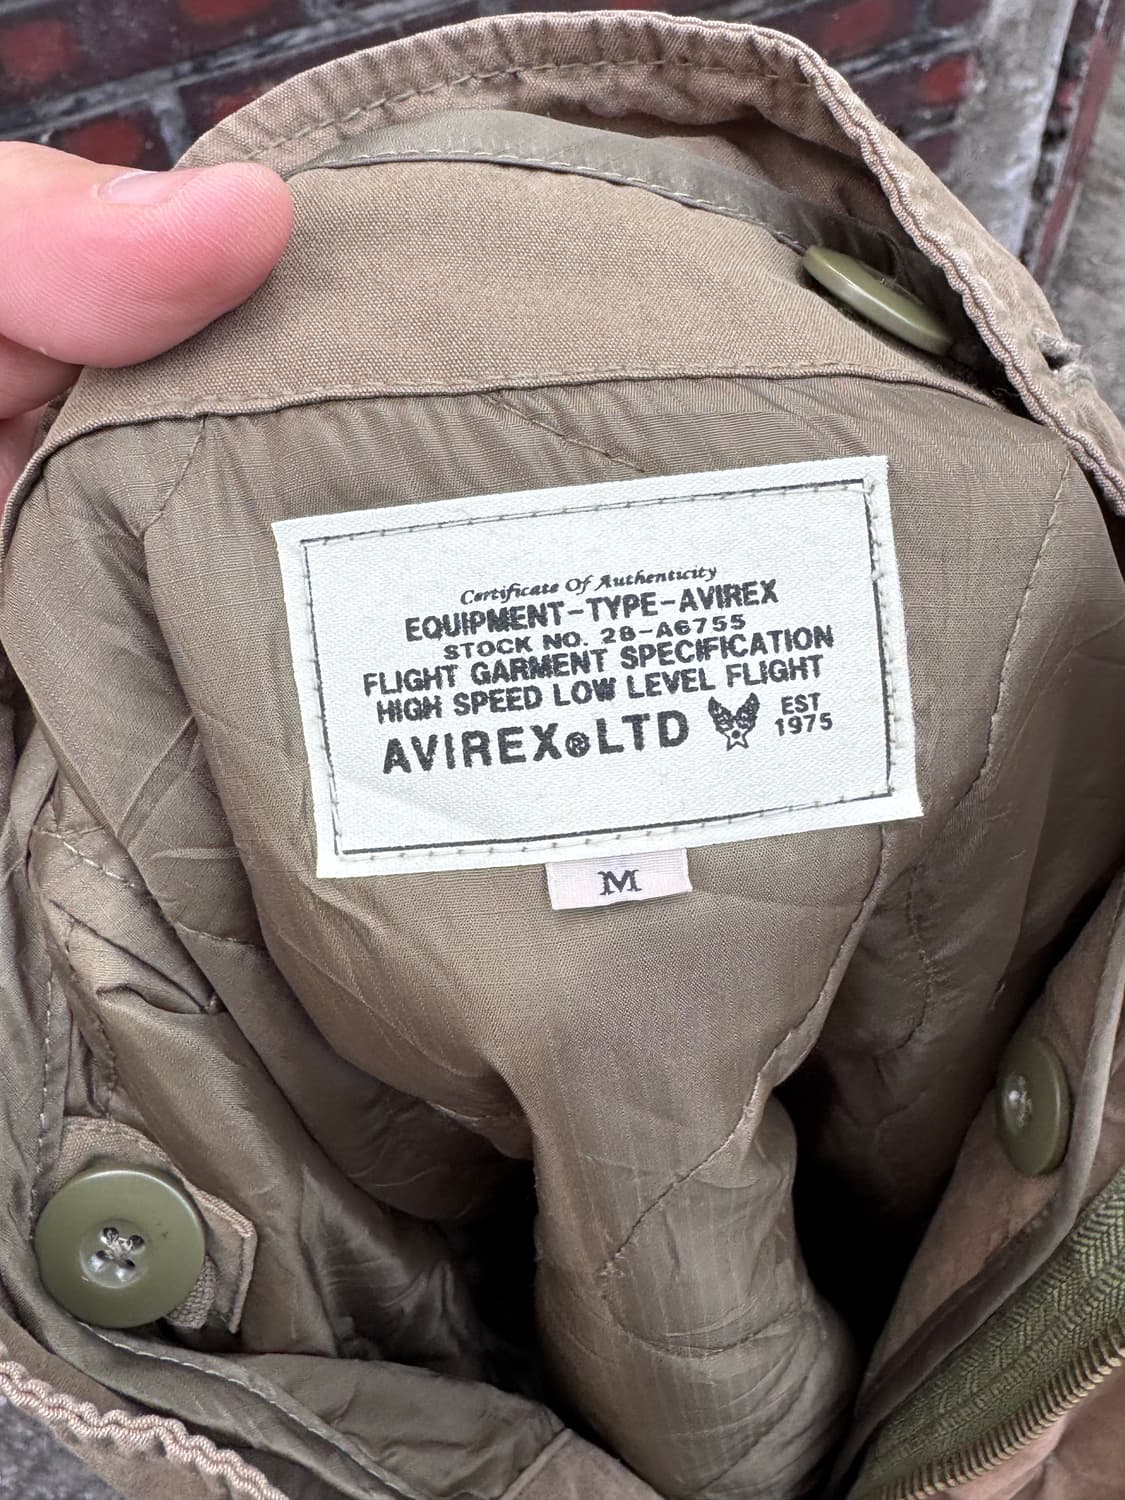 Certificate Of Authenticity
EQUIPMENT-TYPE-AVIREX
STOCK NO. 28-A6755
FLIGHT GARMENT SPECIFICATION
HIGH SPEED LOW LEVEL FLIGHT
AVIREX®LTD EST 1975
M